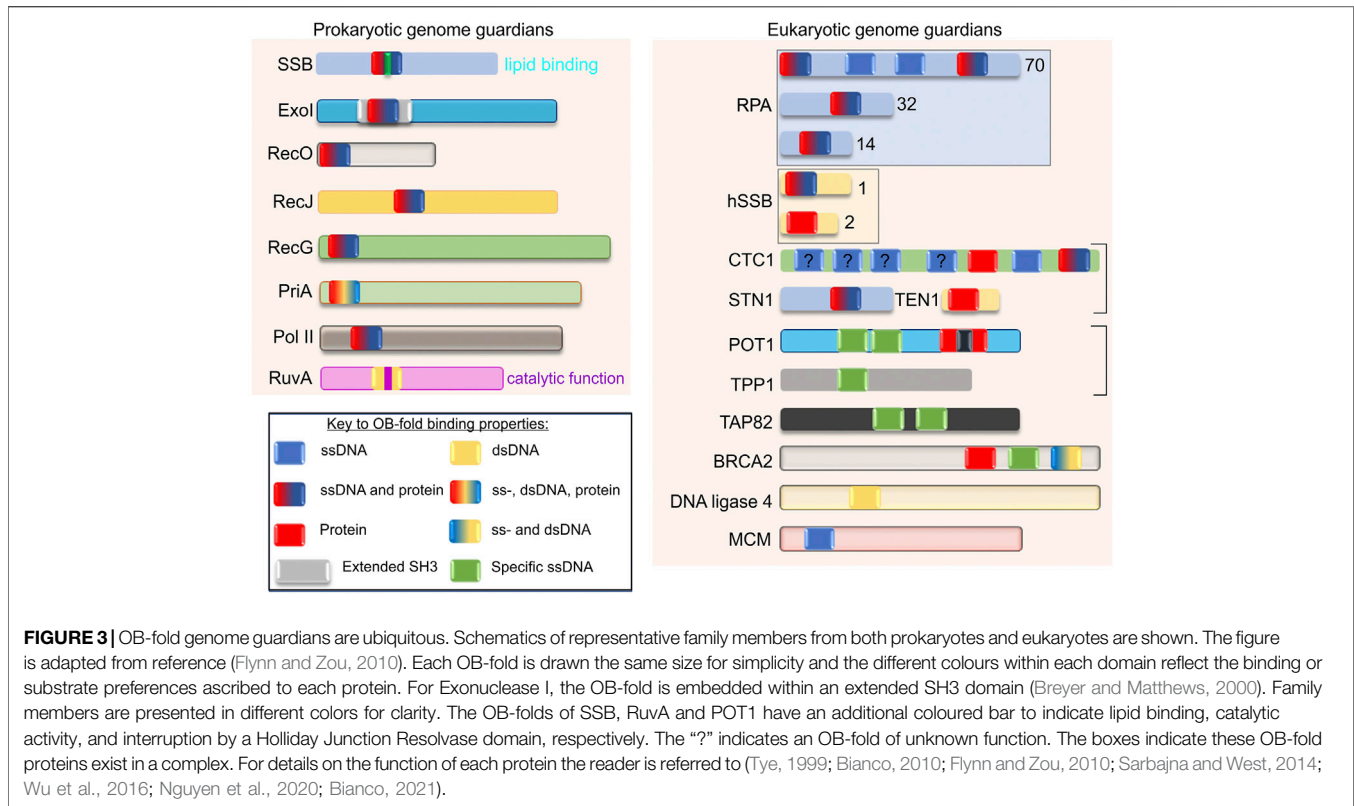 Prokaryotic genome guardians
SSB
lipid binding
ExoI
RecO
RecJ
RecG
PriA
Pol II
RuvA
catalytic function
Key to OB-fold binding properties:
ssDNA
dsDNA
ssDNA and protein
ss-, dsDNA, protein
Protein
ss- and dsDNA
Extended SH3
Specific ssDNA
Eukaryotic genome guardians
70
RPA
32
14
hSSB
1
2
CTC1
? ? ? ?
STN1
TEN1
POT1
TPP1
TAP82
BRCA2
DNA ligase 4
MCM
FIGURE 3 | OB-fold genome guardians are ubiquitous. Schematics of representative family members from both prokaryotes and eukaryotes are shown. The figure
is adapted from reference (Flynn and Zou, 2010). Each OB-fold is drawn the same size for simplicity and the different colours within each domain reflect the binding or
substrate preferences ascribed to each protein. For Exonuclease I, the OB-fold is embedded within an extended SH3 domain (Breyer and Matthews, 2000). Family
members are presented in different colors for clarity. The OB-folds of SSB, RuvA and POT1 have an additional coloured bar to indicate lipid binding, catalytic
activity, and interruption by a Holliday Junction Resolvase domain, respectively. The “?” indicates an OB-fold of unknown function. The boxes indicate these OB-fold
proteins exist in a complex. For details on the function of each protein the reader is referred to (Tye, 1999; Bianco, 2010; Flynn and Zou, 2010; Sarbajna and West, 2014;
Wu et al., 2016; Nguyen et al., 2020; Bianco, 2021).